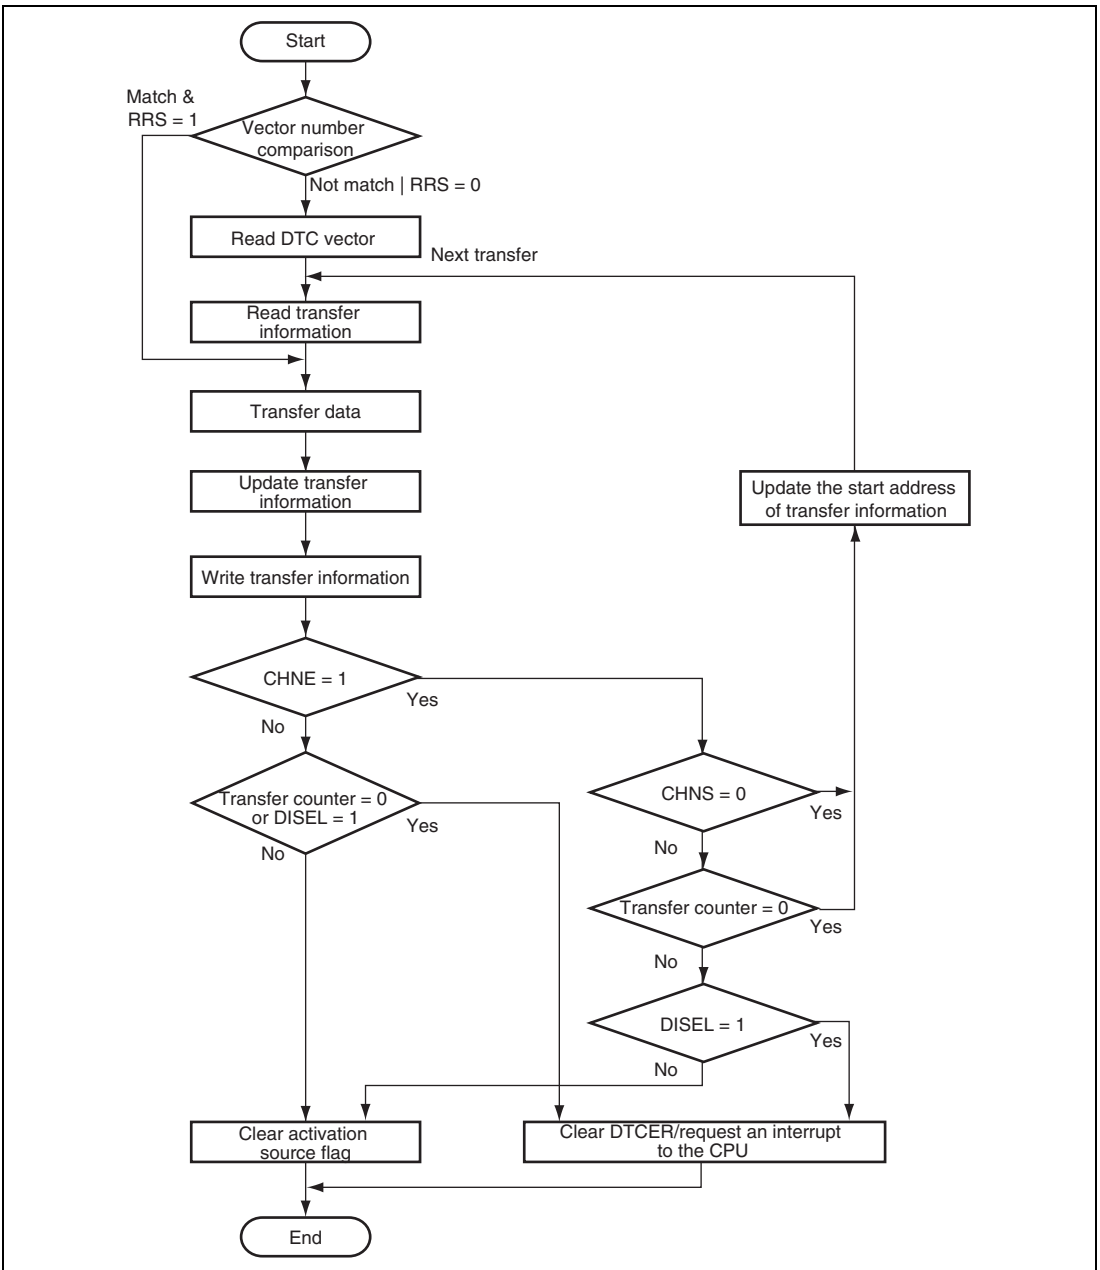 Start
Match &
RRS = 1
Vector number
comparison
Not match | RRS = 0
Read DTC vector
Next transfer
Read transfer
information
Transfer data
Update transfer
information
Update the start address
of transfer information
Write transfer information
CHNE = 1
Yes
No
Transfer counter = 0
or DISEL = 1
Yes
No
CHNS = 0
Yes
No
Transfer counter = 0
Yes
No
DISEL = 1
Yes
No
Clear activation
source flag
Clear DTCER/request an interrupt
to the CPU
End